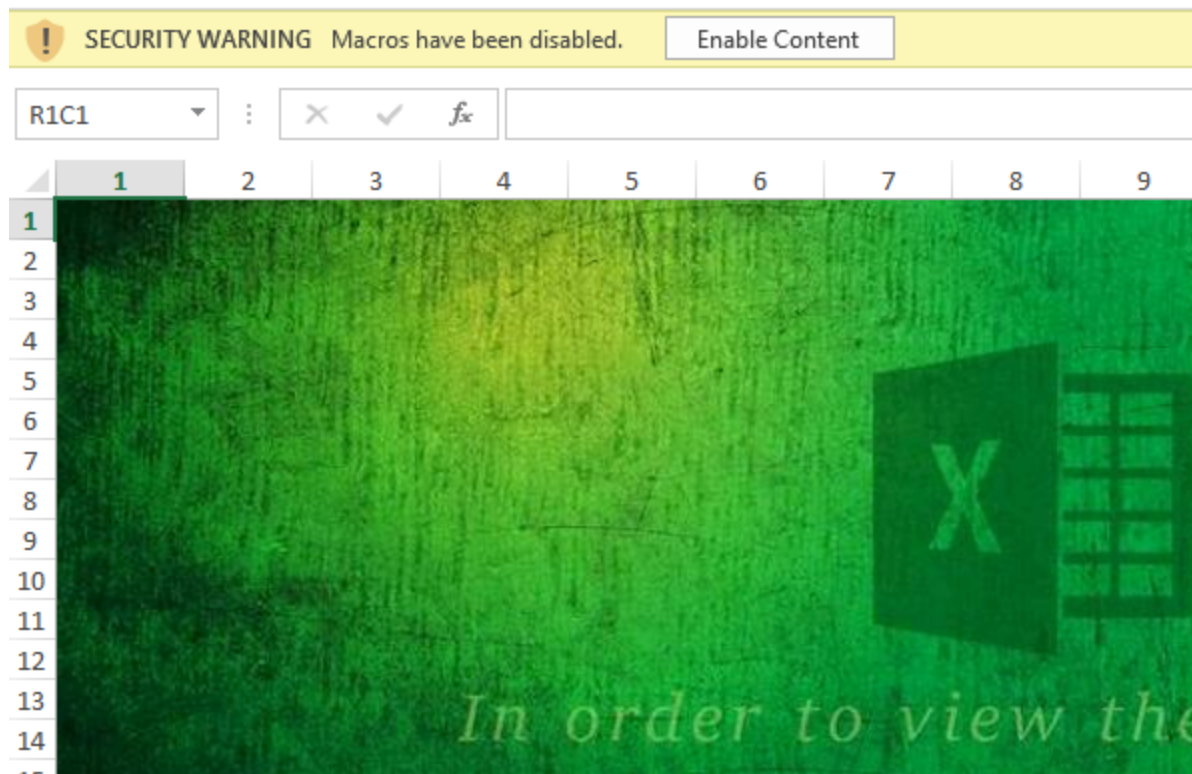 SECURITY WARNING Macros have been disabled. Enable Content
R1C1 fx
1 2 3 4 5 6 7 8 9
1
2
3
4
5
6
7
8
9
10
11
12
13
14
X
In order to view the